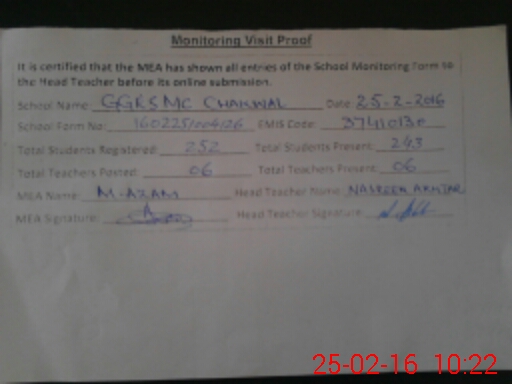 Monitoring Visit Proof
It is certified that the MEA has shown all entries of the School Monitoring Form to
the Head Teacher before its online submission.
School Name: GGRSMC CHAKWAL Date 25-2-2016
School Form No: EMIS Code: 37410130
Total Students Registered: 252 Total Students Present: 243
Total Teachers Posted: 06 Total Teachers Present: 06
MEA Name: M-AZAM Head Teacher Name: NASREEN AKHTAR
MEA Signature: Head Teacher Signature:
25-02-16 10:22